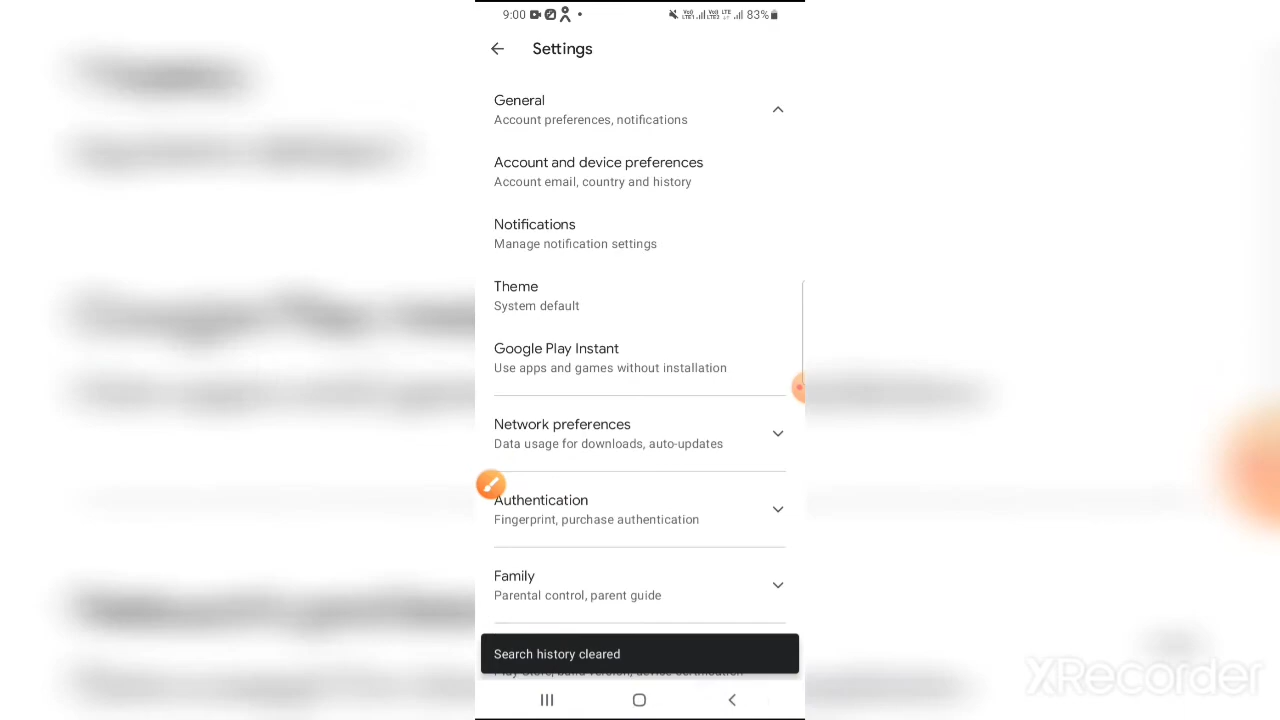 9:00 83%
Settings
General
Account preferences, notifications
Account and device preferences
Account email, country and history
Notifications
Manage notification settings
Theme
System default
Google Play Instant
Use apps and games without installation
Network preferences
Data usage for downloads, auto-updates
Authentication
Fingerprint, purchase authentication
Family
Parental control, parent guide
Search history cleared
XRecorder